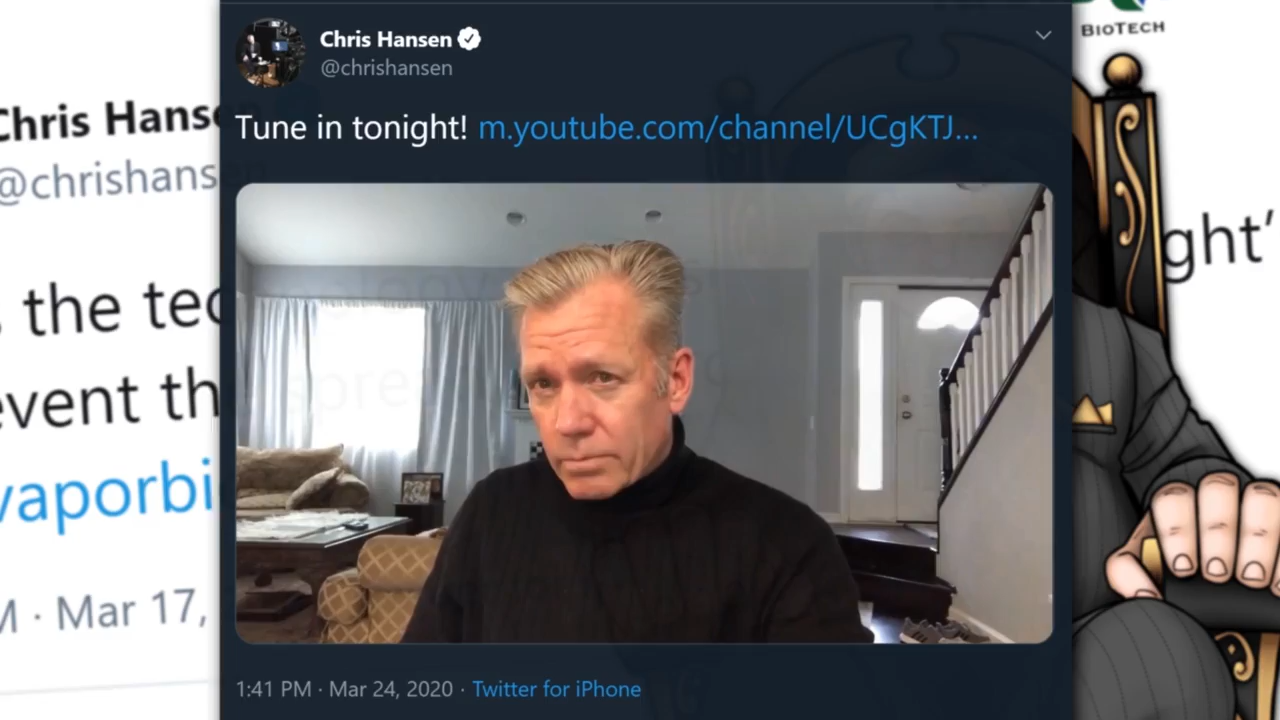 Chris Hansen
@chrishansen
Tune in tonight! m.youtube.com/channel/UCgKTJ...
1:41 PM · Mar 24, 2020 · Twitter for iPhone
BIOTECH
Chris Hans
@chrishans
the tec
event th
vaporbi
M · Mar 17,
ght'